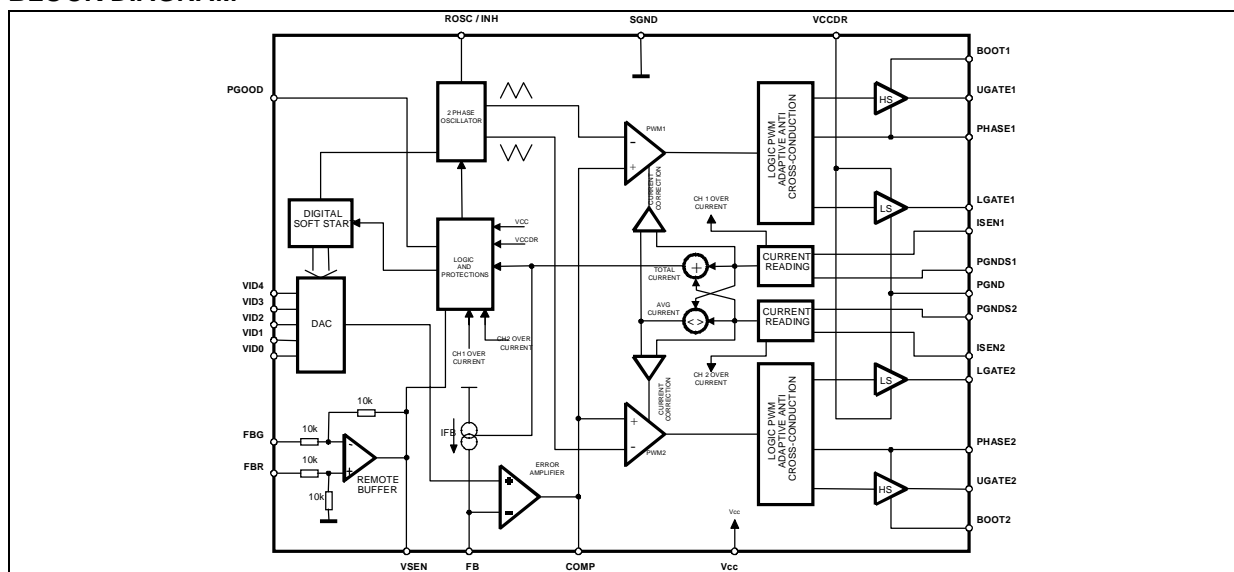 BLOCK DIAGRAM
ROSC / INH
SGND
VCCDR
BOOT1
PGOOD
HS
UGATE1
2 PHASE
OSCILLATOR
PWM1
-
+
LOGIC PWM
ADAPTIVE ANTI
CROSS-CONDUCTION
PHASE1
CURRENT CORRECTION
CH 1 OVER
CURRENT
LS
LGATE1
DIGITAL
SOFT START
ISEN1
LOGIC
AND
PROTECTIONS
VCC
VCCDR
TOTAL
CURRENT
+
CURRENT
READING
PGNDS1
PGND
VID4
VID3
VID2
VID1
VID0
DAC
AVG
CURRENT
< >
CURRENT
READING
PGNDS2
CH1 OVER
CURRENT
CH2 OVER
CURRENT
ISEN2
CH 2 OVER
CURRENT
LS
LGATE2
CURRENT CORRECTION
10k
10k
FBG
IFB
+
-
PWM2
LOGIC PWM
ADAPTIVE ANTI
CROSS-CONDUCTION
PHASE2
10k
FBR
-
+
REMOTE
BUFFER
10k
ERROR
AMPLIFIER
+
-
HS
UGATE2
Vcc
BOOT2
VSEN
FB
COMP
Vcc